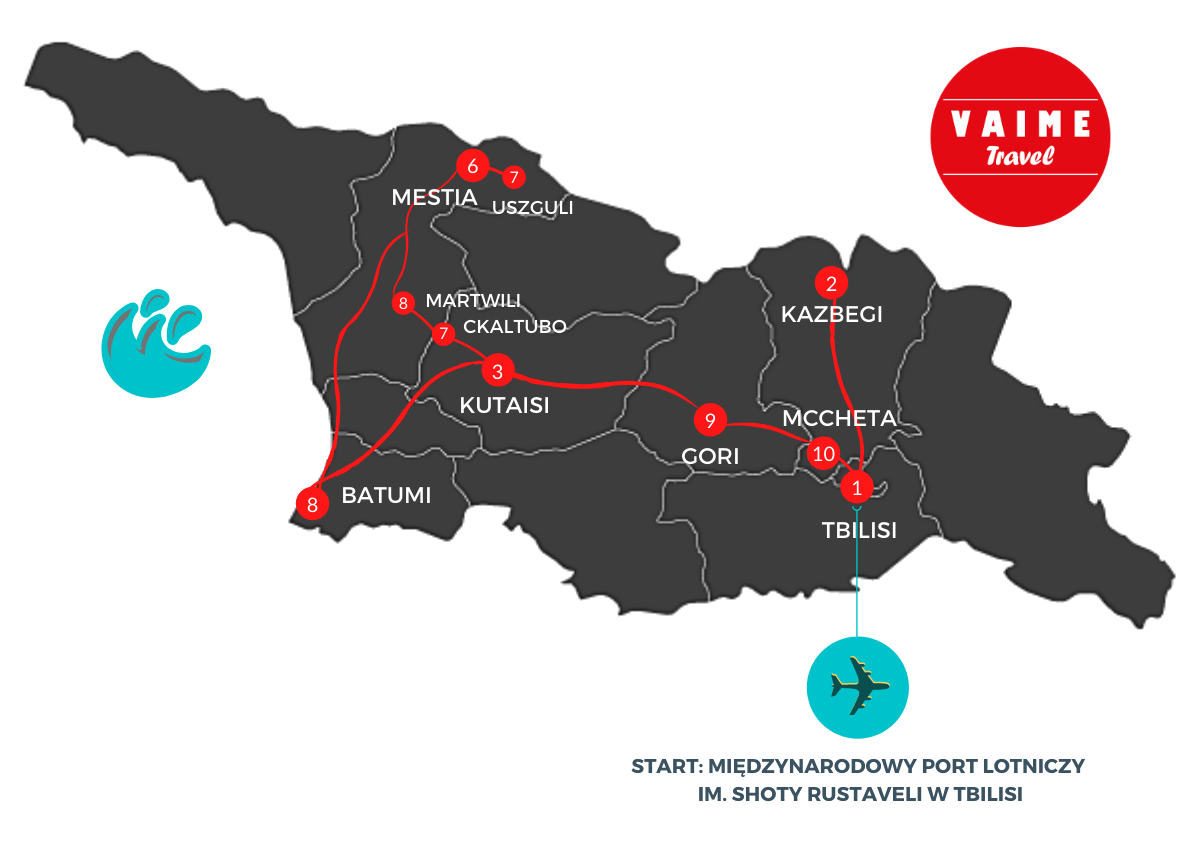 VAIME
Travel
6
7
MESTIA
USZGULI
2
KAZBEGI
8
MARTWILI
7
CKALTUBO
3
KUTAISI
9
GORI
MCCHETA
10
1
TBILISI
8
BATUMI
START: MIĘDZYNARODOWY PORT LOTNICZY
IM. SHOTY RUSTAVELI W TBILISI